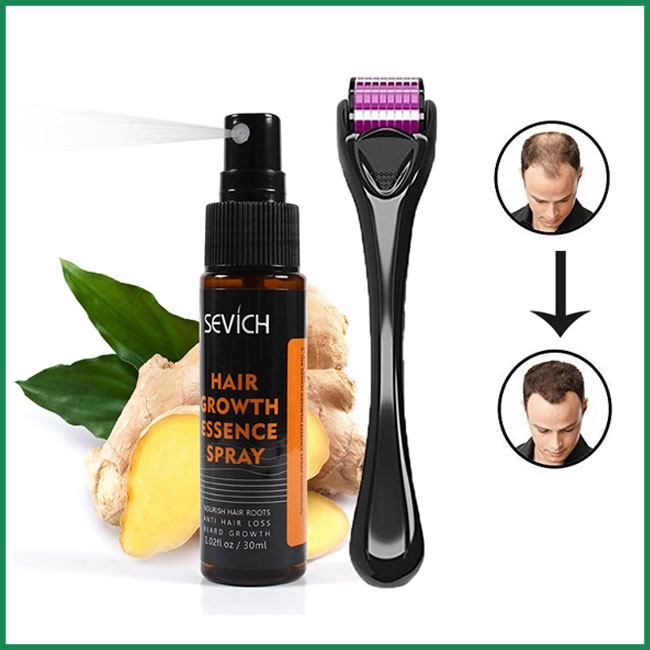 SEVICH
HAIR
GROWTH
ESSENCE
SPRAY
NOURISH HAIR ROOTS
ANTI HAIR LOSS
BEARD GROWTH
1.02fl oz / 30ml